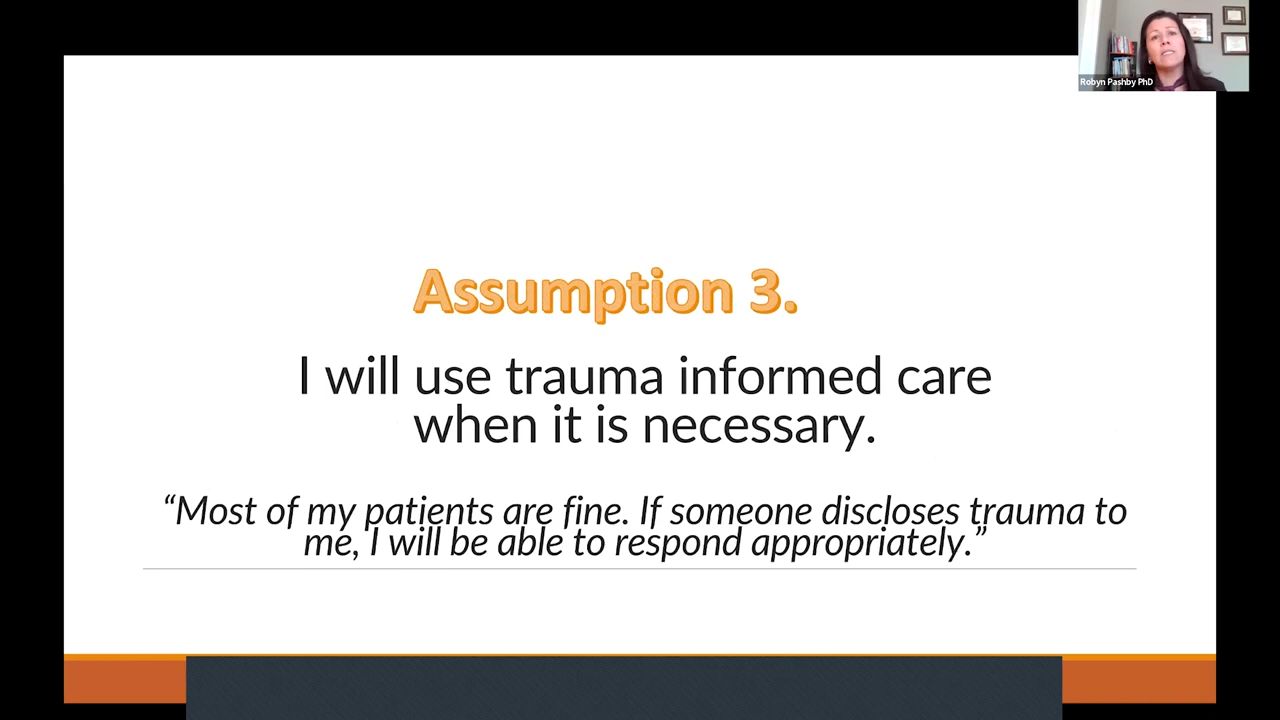 Robyn Pashby PhD
Assumption 3.
I will use trauma informed care
when it is necessary.
“Most of my patients are fine. If someone discloses trauma to
me, I will be able to respond appropriately.”